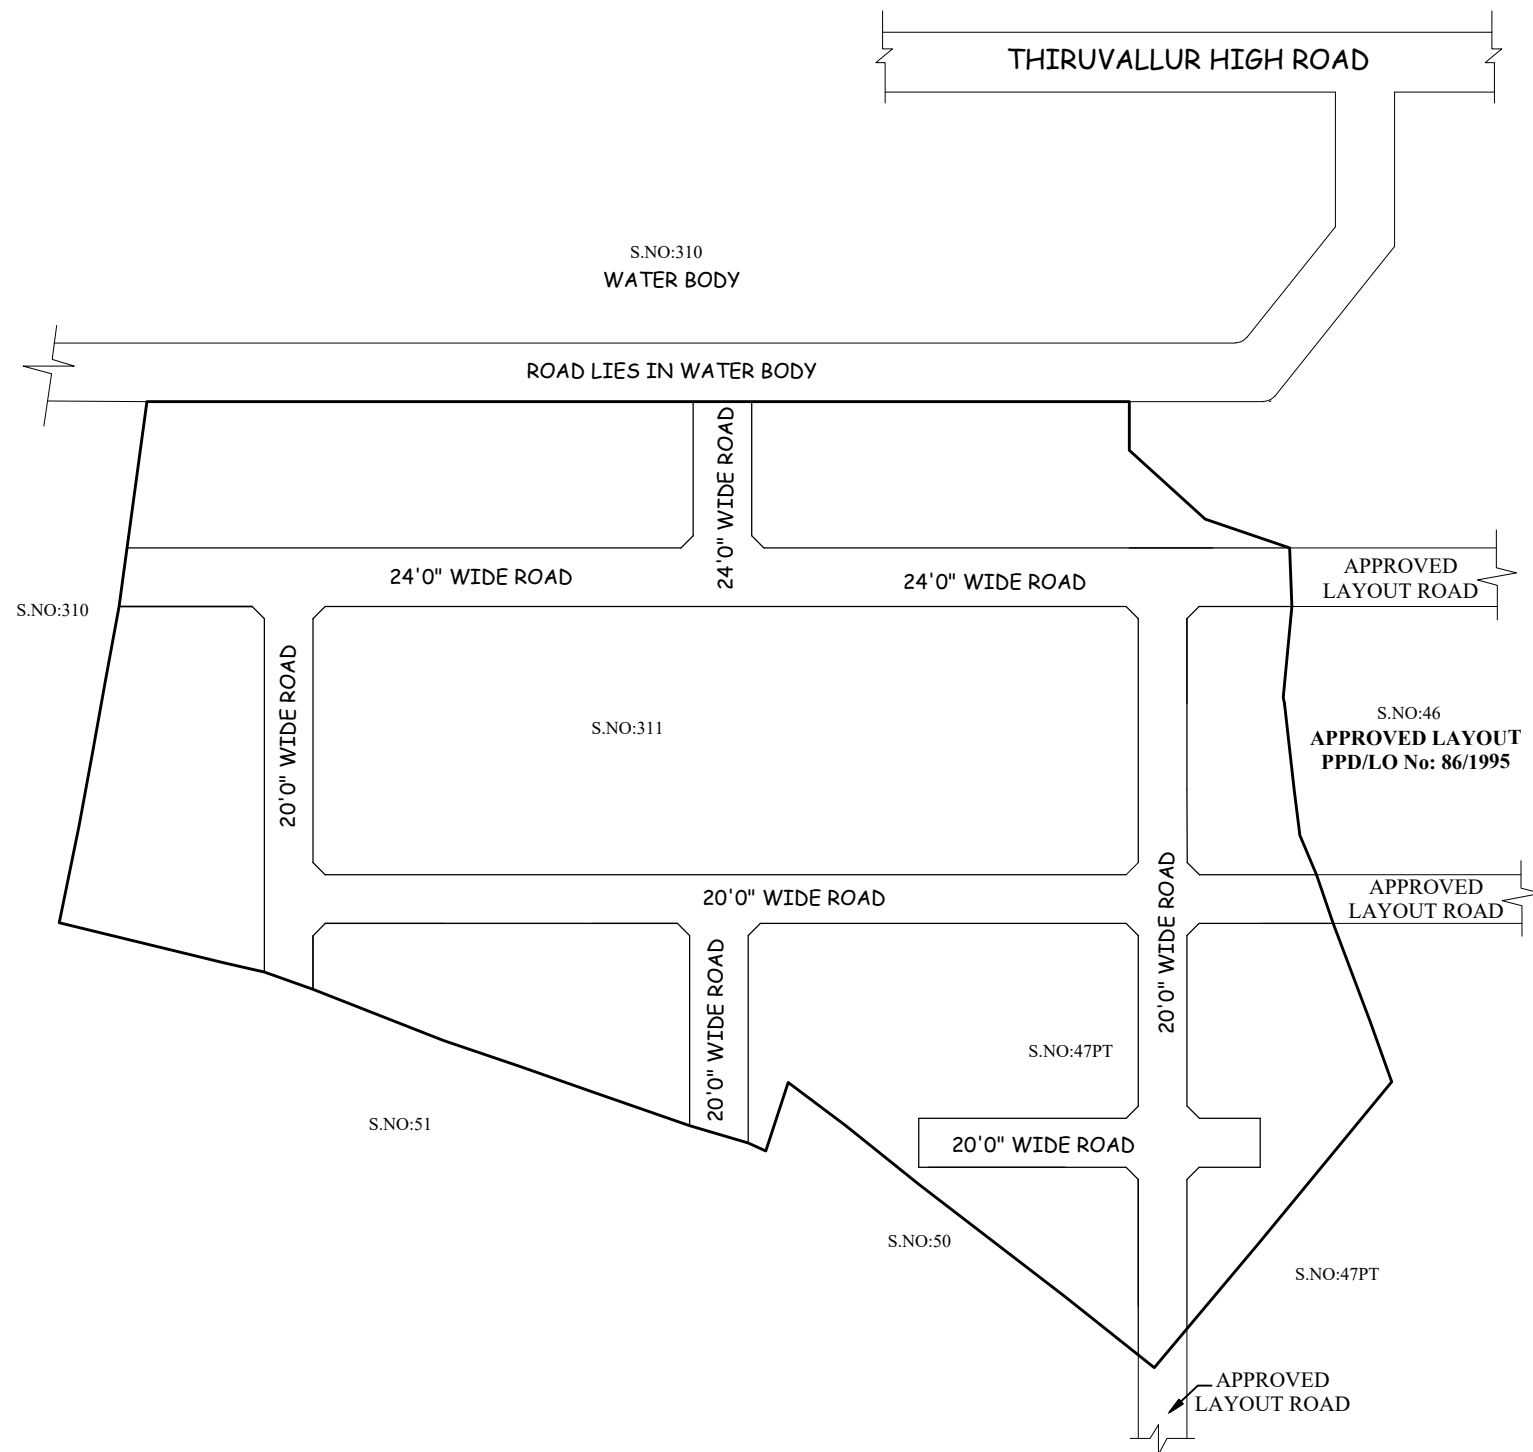 THIRUVALLUR HIGH ROAD
S.NO:310
WATER BODY
ROAD LIES IN WATER BODY
24'0" WIDE ROAD
24'0" WIDE ROAD
24'0" WIDE ROAD
APPROVED
LAYOUT ROAD
S.NO:310
20'0" WIDE ROAD
S.NO:311
S.NO:46
APPROVED LAYOUT
PPD/LO No: 86/1995
20'0" WIDE ROAD
20'0" WIDE ROAD
APPROVED
LAYOUT ROAD
20'0" WIDE ROAD
S.NO:47PT
S.NO:51
20'0" WIDE ROAD
S.NO:50
S.NO:47PT
APPROVED
LAYOUT ROAD